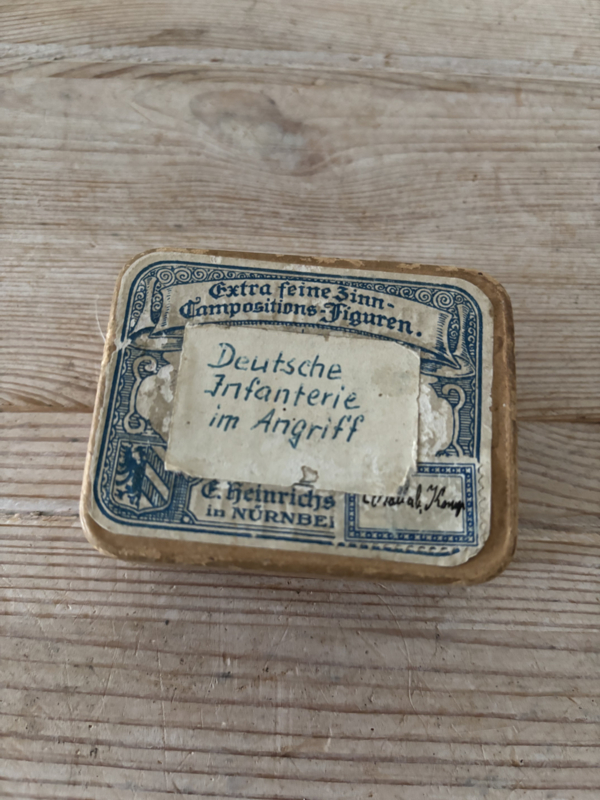 Extra feine Zinn-
Compositions-Figuren.
Deutsche
Infanterie
im Angriff
E. Heinrichs
in NÜRNBE